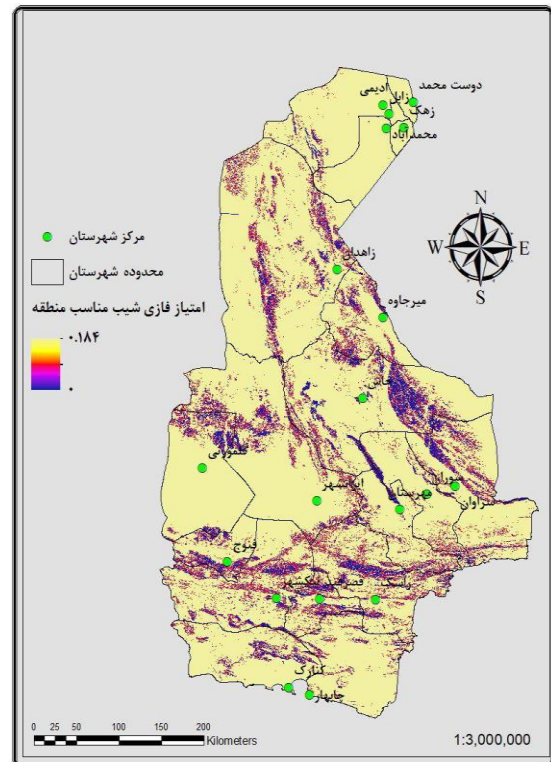 دوست محمد
ادیمی
زابل
زهک
محمدآباد
N
W E
S
مرکز شهرستان
محدوده شهرستان
امتیاز فازی شیب مناسب منطقه
۰.۱۸۴
۰
زاهدان
میرجاوه
خاش
سوران
سراوان
مهرستان
ایرانشهر
فنوج
راسک
قصرقند
نیکشهر
کنارک
چابهار
0 25 50 100 150 200
Kilometers
1:3,000,000